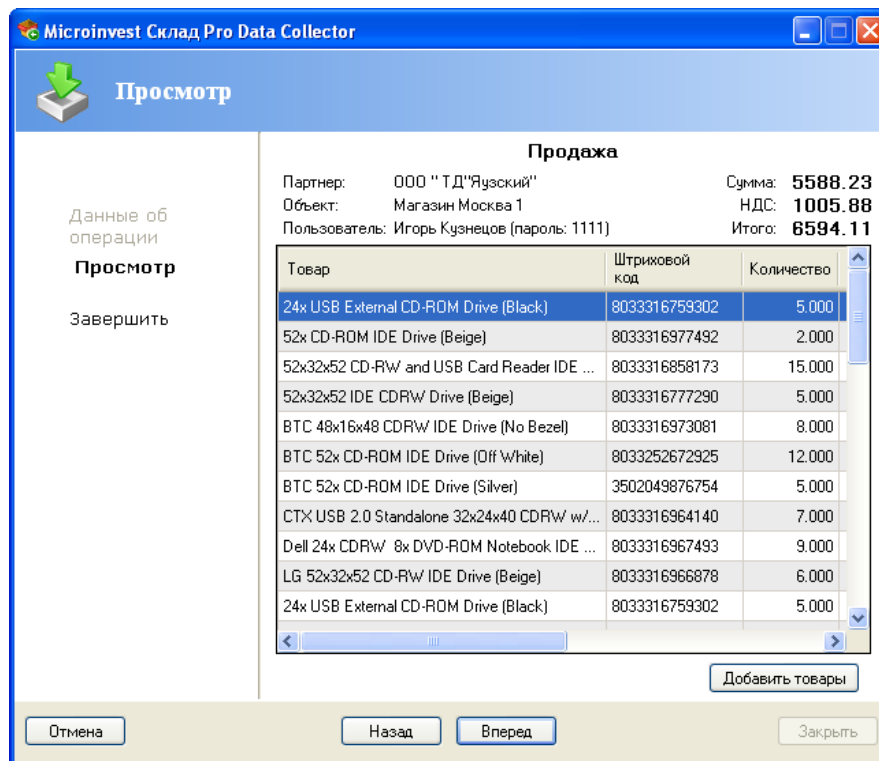 Microinvest Склад Pro Data Collector
Просмотр
Данные об
операции
Просмотр
Завершить
Продажа
Партнер: ООО "ТД"Яузский" Сумма: 5588.23
Объект: Магазин Москва 1 НДС: 1005.88
Пользователь: Игорь Кузнецов (пароль: 1111) Итого: 6594.11
Товар Штриховой код Количество
24x USB External CD-ROM Drive (Black) 8033316759302 5.000
52x CD-ROM IDE Drive (Beige) 8033316977492 2.000
52x32x52 CD-RW and USB Card Reader IDE ... 8033316858173 15.000
52x32x52 IDE CDRW Drive (Beige) 8033316777290 5.000
BTC 48x16x48 CDRW IDE Drive (No Bezel) 8033316973081 8.000
BTC 52x CD-ROM IDE Drive (Off White) 8033252672925 12.000
BTC 52x CD-ROM IDE Drive (Silver) 3502049876754 5.000
CTX USB 2.0 Standalone 32x24x40 CDRW w/... 8033316964140 7.000
Dell 24x CDRW 8x DVD-ROM Notebook IDE ... 8033316967493 9.000
LG 52x32x52 CD-RW IDE Drive (Beige) 8033316966878 6.000
24x USB External CD-ROM Drive (Black) 8033316759302 5.000
Добавить товары
Отмена Назад Вперед Закрыть